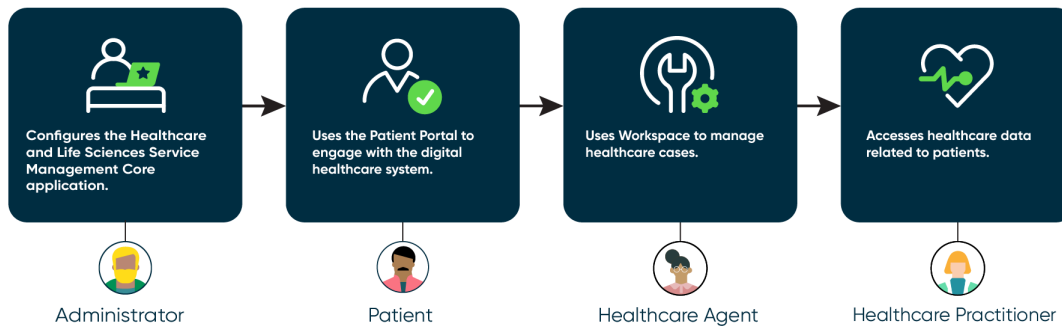 Configures the Healthcare
and Life Sciences Service
Management Core
application.
Administrator
Uses the Patient Portal to
engage with the digital
healthcare system.
Patient
Uses Workspace to manage
healthcare cases.
Healthcare Agent
Accesses healthcare data
related to patients.
Healthcare Practitioner